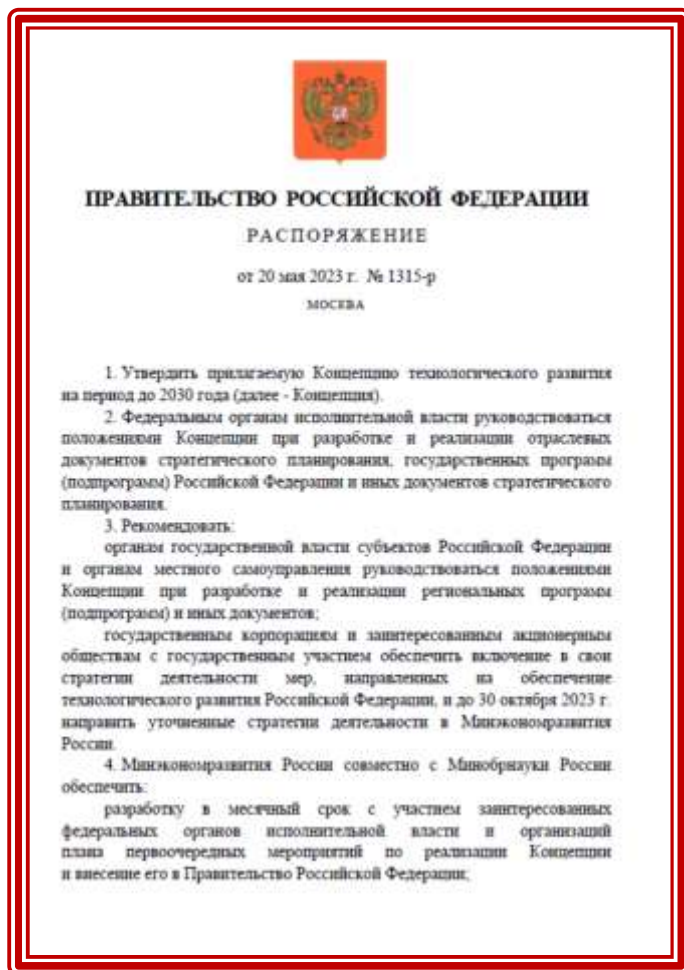 ПРАВИТЕЛЬСТВО РОССИЙСКОЙ ФЕДЕРАЦИИ
РАСПОРЯЖЕНИЕ
от 20 мая 2023 г. № 1315-р
МОСКВА
1. Утвердить прилагаемую Концепцию технологического развития
на период до 2030 года (далее - Концепция).
2. Федеральным органам исполнительной власти руководствоваться
положениями Концепции при разработке и реализации отраслевых
документов стратегического планирования, государственных программ
(подпрограмм) Российской Федерации и иных документов стратегического
планирования.
3. Рекомендовать:
органам государственной власти субъектов Российской Федерации
и органам местного самоуправления руководствоваться положениями
Концепции при разработке и реализации региональных программ
(подпрограмм) и иных документов;
государственным корпорациям и заинтересованным акционерным
обществам с государственным участием обеспечить включение в свои
стратегии деятельности мер, направленных на обеспечение
технологического развития Российской Федерации, и до 30 октября 2023 г.
направить уточненные стратегии деятельности в Минэкономразвития
России.
4. Минэкономразвития России совместно с Минобрнауки России
обеспечить:
разработку в месячный срок с участием заинтересованных
федеральных органов исполнительной власти и организаций
плана первоочередных мероприятий по реализации Концепции
и внесение его в Правительство Российской Федерации;